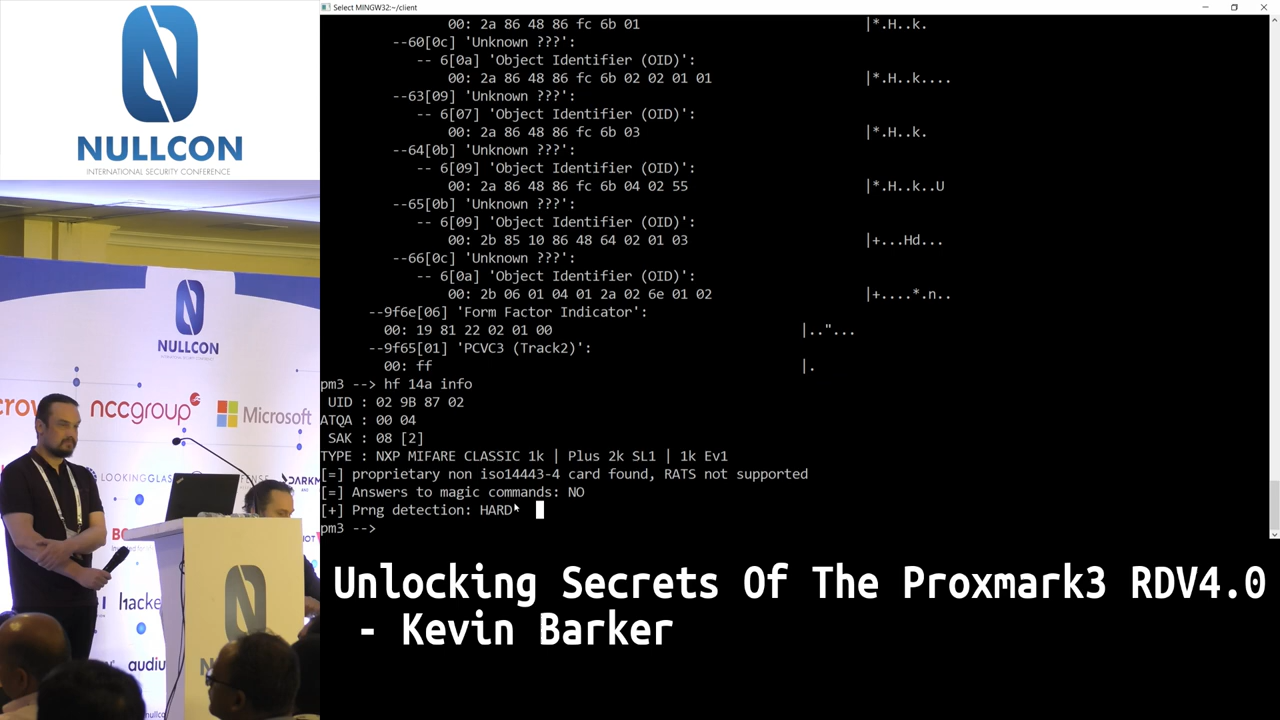 NULLCON
INTERNATIONAL SECURITY CONFERENCE
NULLCON
nccgroup
Microsoft
LOOKINGGLASS
DARKM
hacke
audiu
Select MINGW32:~/client
00: 2a 86 48 86 fc 6b 01 |*.H..k.
--60[0c] 'Unknown ???':
-- 6[0a] 'Object Identifier (OID)':
00: 2a 86 48 86 fc 6b 02 02 01 01 |*.H..k....
--63[09] 'Unknown ???':
-- 6[07] 'Object Identifier (OID)':
00: 2a 86 48 86 fc 6b 03 |*.H..k.
--64[0b] 'Unknown ???':
-- 6[09] 'Object Identifier (OID)':
00: 2a 86 48 86 fc 6b 04 02 55 |*.H..k..U
--65[0b] 'Unknown ???':
-- 6[09] 'Object Identifier (OID)':
00: 2b 85 10 86 48 64 02 01 03 |+...Hd...
--66[0c] 'Unknown ???':
-- 6[0a] 'Object Identifier (OID)':
00: 2b 06 01 04 01 2a 02 6e 01 02 |+....*.n..
--9f6e[06] 'Form Factor Indicator':
00: 19 81 22 02 01 00 |.."...
--9f65[01] 'PCVC3 (Track2)':
00: ff |.
pm3 --> hf 14a info
UID : 02 9B 87 02
ATQA : 00 04
SAK : 08 [2]
TYPE : NXP MIFARE CLASSIC 1k | Plus 2k SL1 | 1k Ev1
[=] proprietary non iso14443-4 card found, RATS not supported
[=] Answers to magic commands: NO
[+] Prng detection: HARD
pm3 -->
Unlocking Secrets Of The Proxmark3 RDV4.0
- Kevin Barker